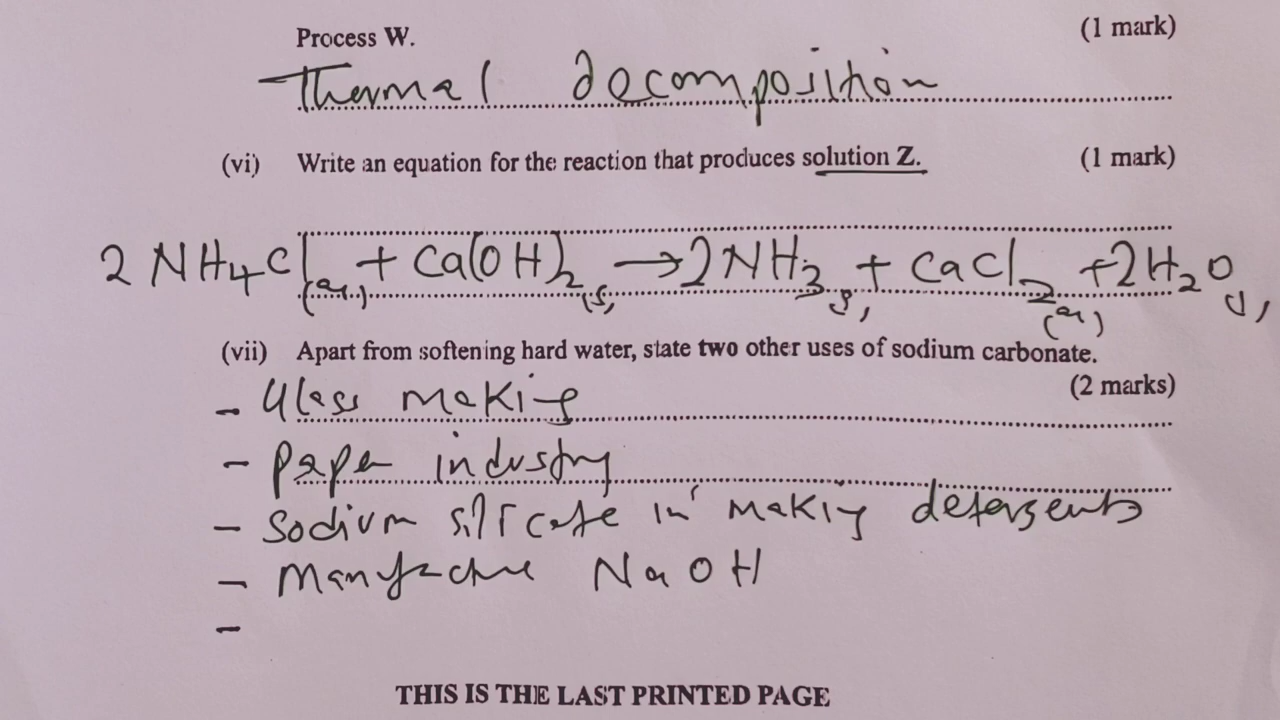 Process W. (1 mark)
Thermal decomposition
(vi) Write an equation for the reaction that produces solution Z. (1 mark)
2NH₄Cl(aq) + Ca(OH)₂(s) → 2NH₃(g) + CaCl₂(aq) + 2H₂O(l)
(vii) Apart from softening hard water, state two other uses of sodium carbonate.
(2 marks)
- Glass making
- paper industry
- Sodium silicate in making detergents
- Manufacture NaOH
-
THIS IS THE LAST PRINTED PAGE